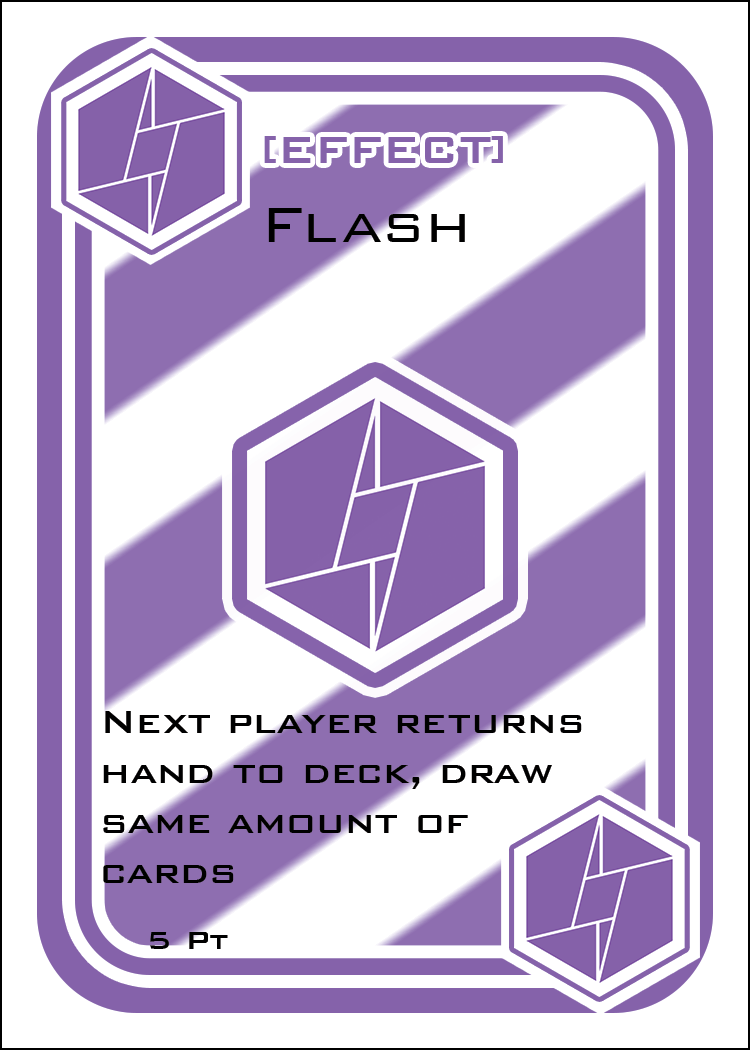 [EFFECT]
Flash
Next player returns
hand to deck, draw
same amount of
cards
5 Pt